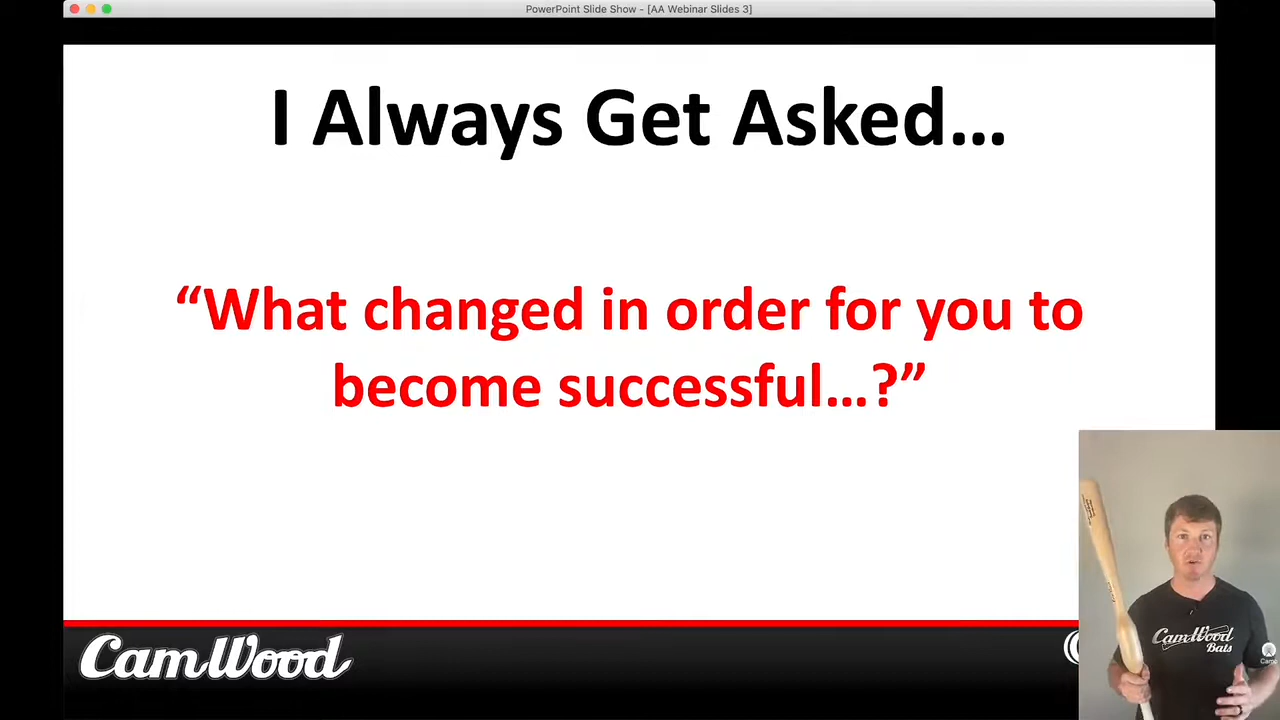 PowerPoint Slide Show - [AA Webinar Slides 3]
I Always Get Asked...
“What changed in order for you to
become successful...?”
CamWood
CamWood
Bats